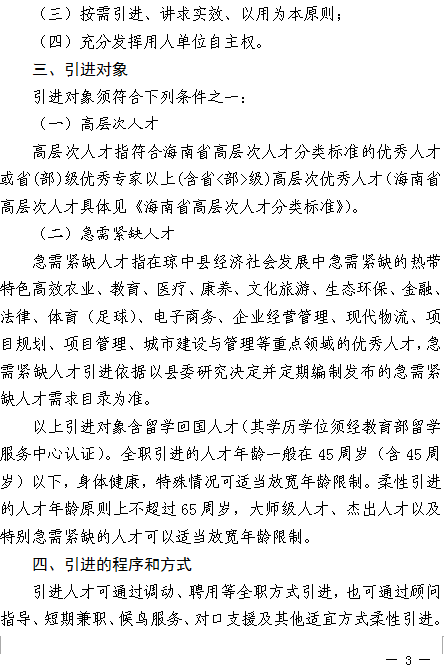 （三）按需引进、讲求实效、以用为本原则；
（四）充分发挥用人单位自主权。
三、引进对象
引进对象须符合下列条件之一：
（一）高层次人才
高层次人才指符合海南省高层次人才分类标准的优秀人才
或省(部)级优秀专家以上(含省<部>级)高层次优秀人才（海南省
高层次人才具体见《海南省高层次人才分类标准》）。
（二）急需紧缺人才
急需紧缺人才指在琼中县经济社会发展中急需紧缺的热带
特色高效农业、教育、医疗、康养、文化旅游、生态环保、金融、
法律、体育（足球）、电子商务、企业经营管理、现代物流、项
目规划、项目管理、城市建设与管理等重点领域的优秀人才，急
需紧缺人才引进依据以县委研究决定并定期编制发布的急需紧
缺人才需求目录为准。
以上引进对象含留学回国人才（其学历学位须经教育部留学
服务中心认证）。全职引进的人才年龄一般在 45 周岁（含 45 周
岁）以下，身体健康，特殊情况可适当放宽年龄限制。柔性引进
的人才年龄原则上不超过 65 周岁，大师级人才、杰出人才以及
特别急需紧缺的人才可以适当放宽年龄限制。
四、引进的程序和方式
引进人才可通过调动、聘用等全职方式引进，也可通过顾问
指导、短期兼职、候鸟服务、对口支援及其他适宜方式柔性引进。
— 3 —